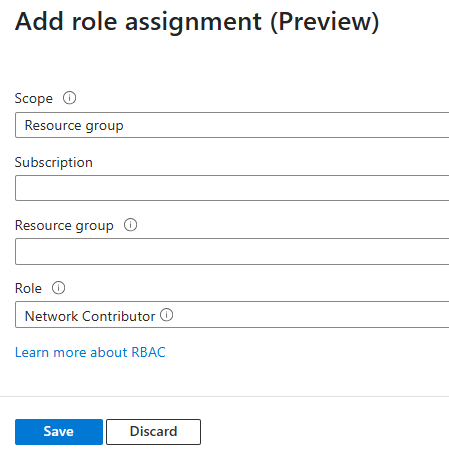 Add role assignment (Preview)
Scope
Resource group
Subscription
Resource group
Role
Network Contributor
Learn more about RBAC
Save Discard